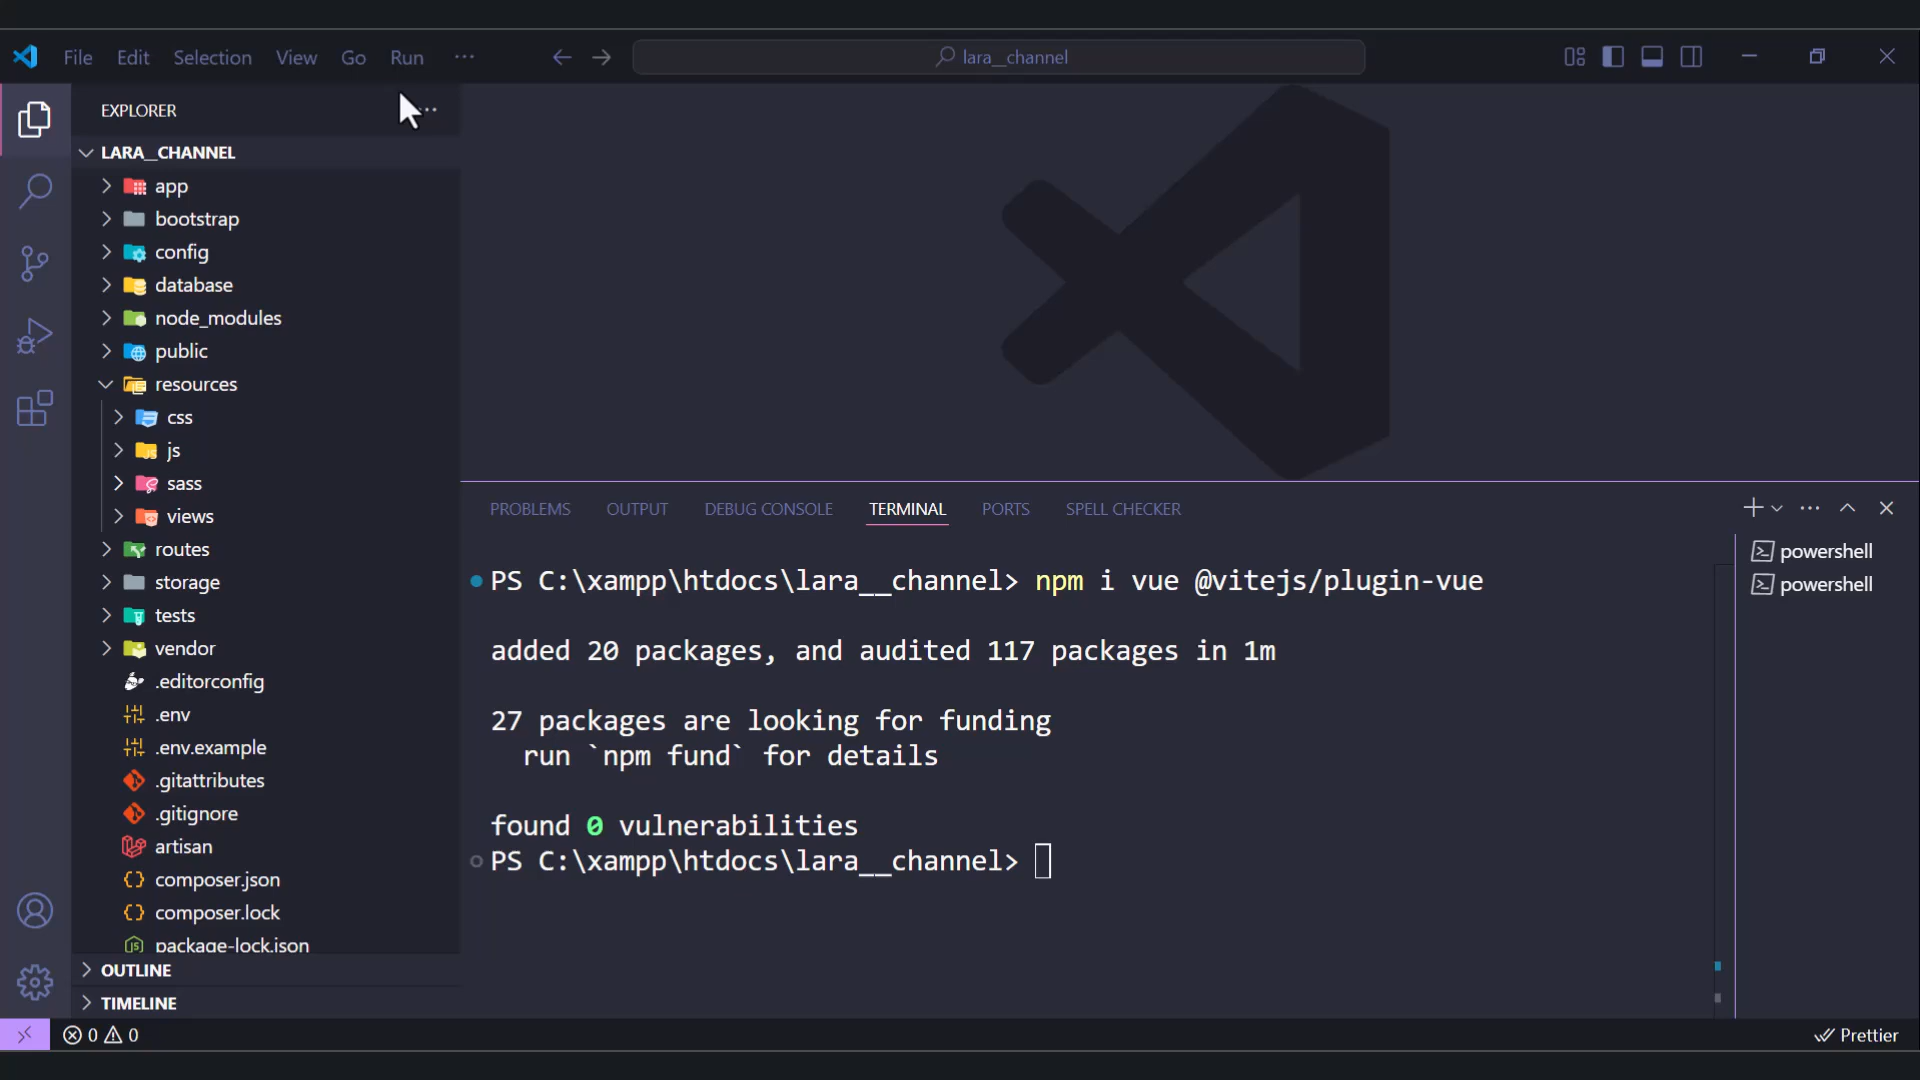 File Edit Selection View Go Run ··· lara__channel
EXPLORER ···
LARA__CHANNEL
app
bootstrap
config
database
node_modules
public
resources
css
js
sass
views
routes
storage
tests
vendor
.editorconfig
.env
.env.example
.gitattributes
.gitignore
artisan
composer.json
composer.lock
package-lock.json
OUTLINE
TIMELINE
PROBLEMS OUTPUT DEBUG CONSOLE TERMINAL PORTS SPELL CHECKER
PS C:\xampp\htdocs\lara__channel> npm i vue @vitejs/plugin-vue
added 20 packages, and audited 117 packages in 1m
27 packages are looking for funding
run `npm fund` for details
found 0 vulnerabilities
PS C:\xampp\htdocs\lara__channel>
powershell
powershell
0 0 Prettier